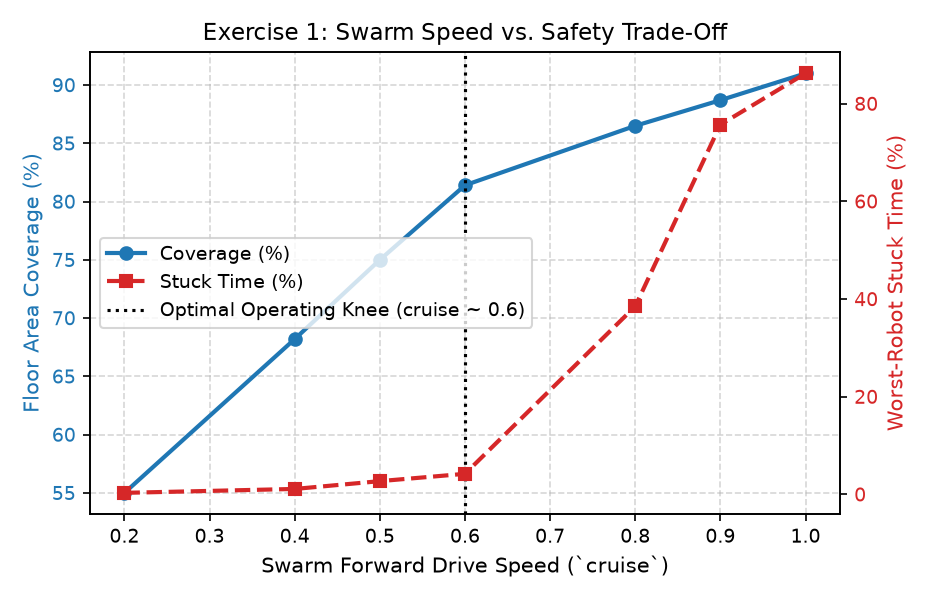 Exercise 1: Swarm Speed vs. Safety Trade-Off
Floor Area Coverage (%)
90
85
80
75
70
65
60
55
Coverage (%)
Stuck Time (%)
Optimal Operating Knee (cruise ~ 0.6)
80
60
40
20
0
Worst-Robot Stuck Time (%)
0.2 0.3 0.4 0.5 0.6 0.7 0.8 0.9 1.0
Swarm Forward Drive Speed (`cruise`)